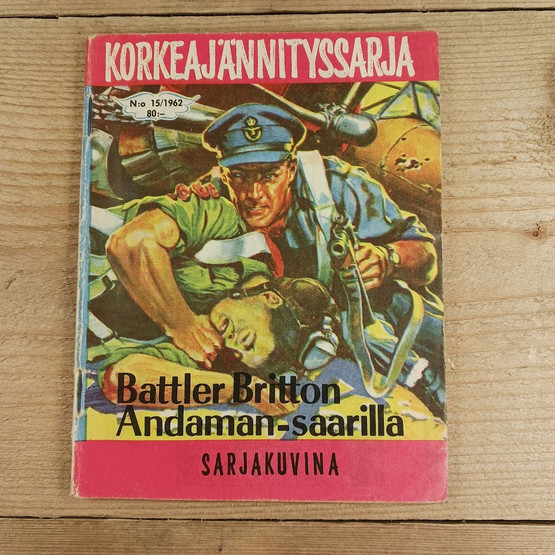 KORKEAJÄNNITYSSARJA
N:o 15/1962
80:-
Battler Britton
Andaman-saarilla
SARJAKUVINA